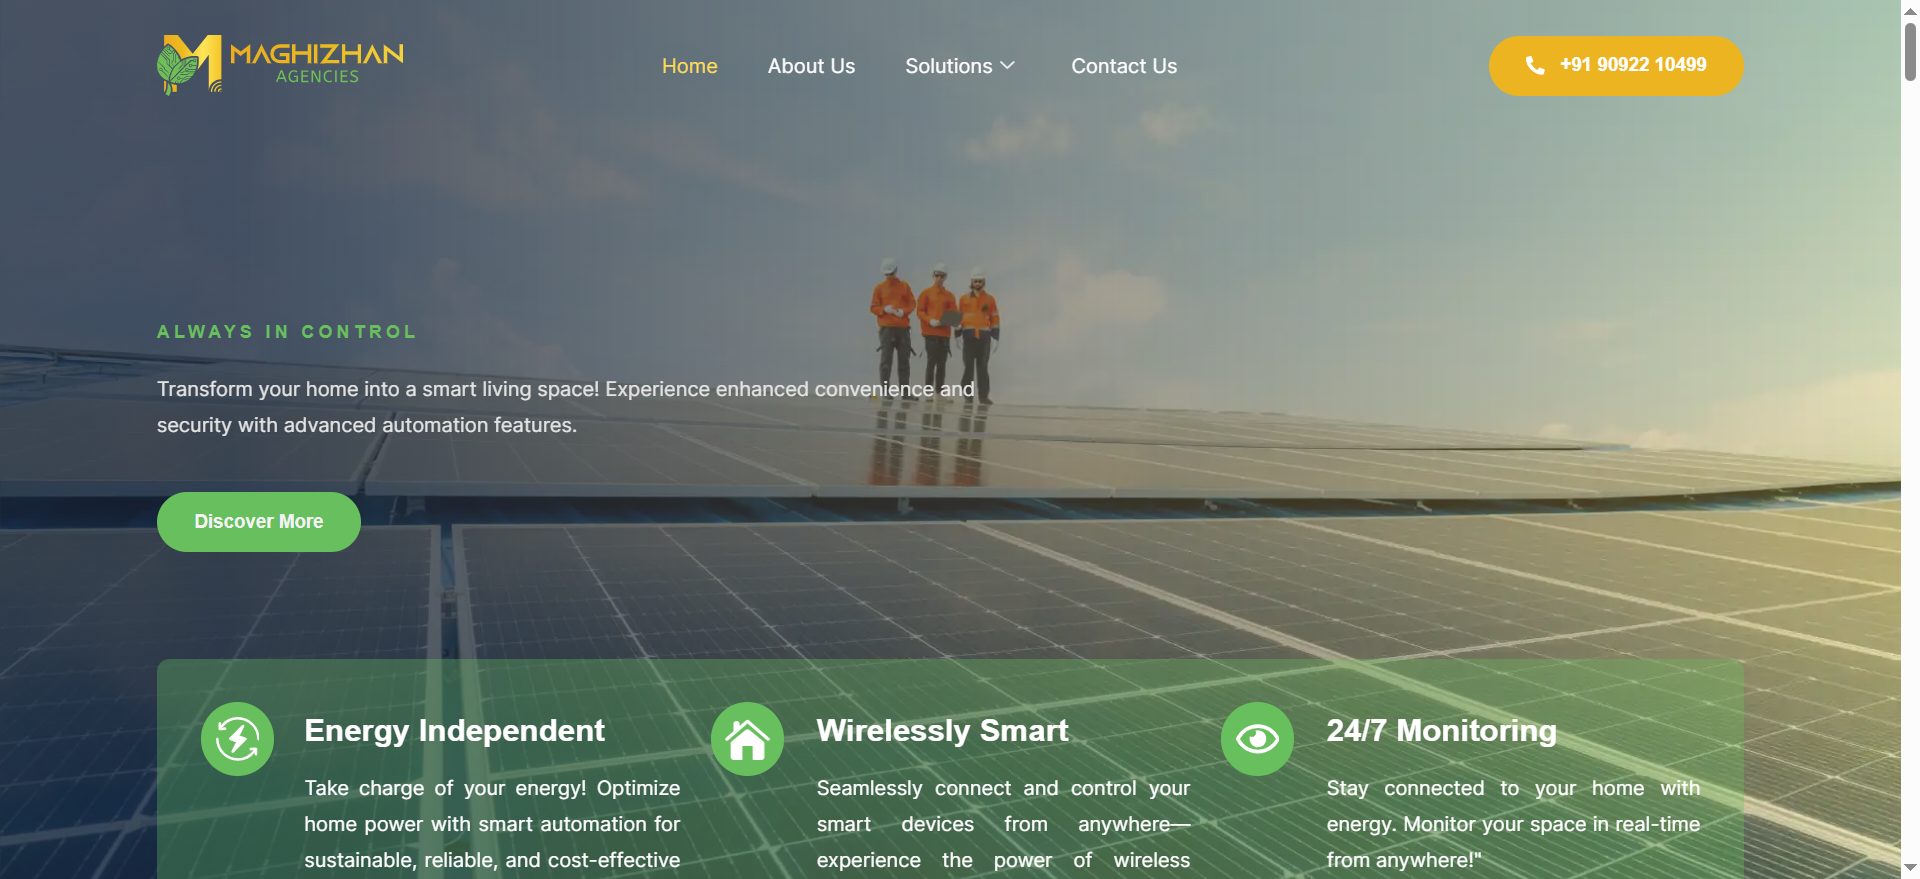 MAGHIZHAN
AGENCIES
Home
About Us
Solutions
Contact Us
+91 90922 10499
ALWAYS IN CONTROL
Transform your home into a smart living space! Experience enhanced convenience and
security with advanced automation features.
Discover More
Energy Independent
Take charge of your energy! Optimize
home power with smart automation for
sustainable, reliable, and cost-effective
Wirelessly Smart
Seamlessly connect and control your
smart devices from anywhere—
experience the power of wireless
24/7 Monitoring
Stay connected to your home with
energy. Monitor your space in real-time
from anywhere!"